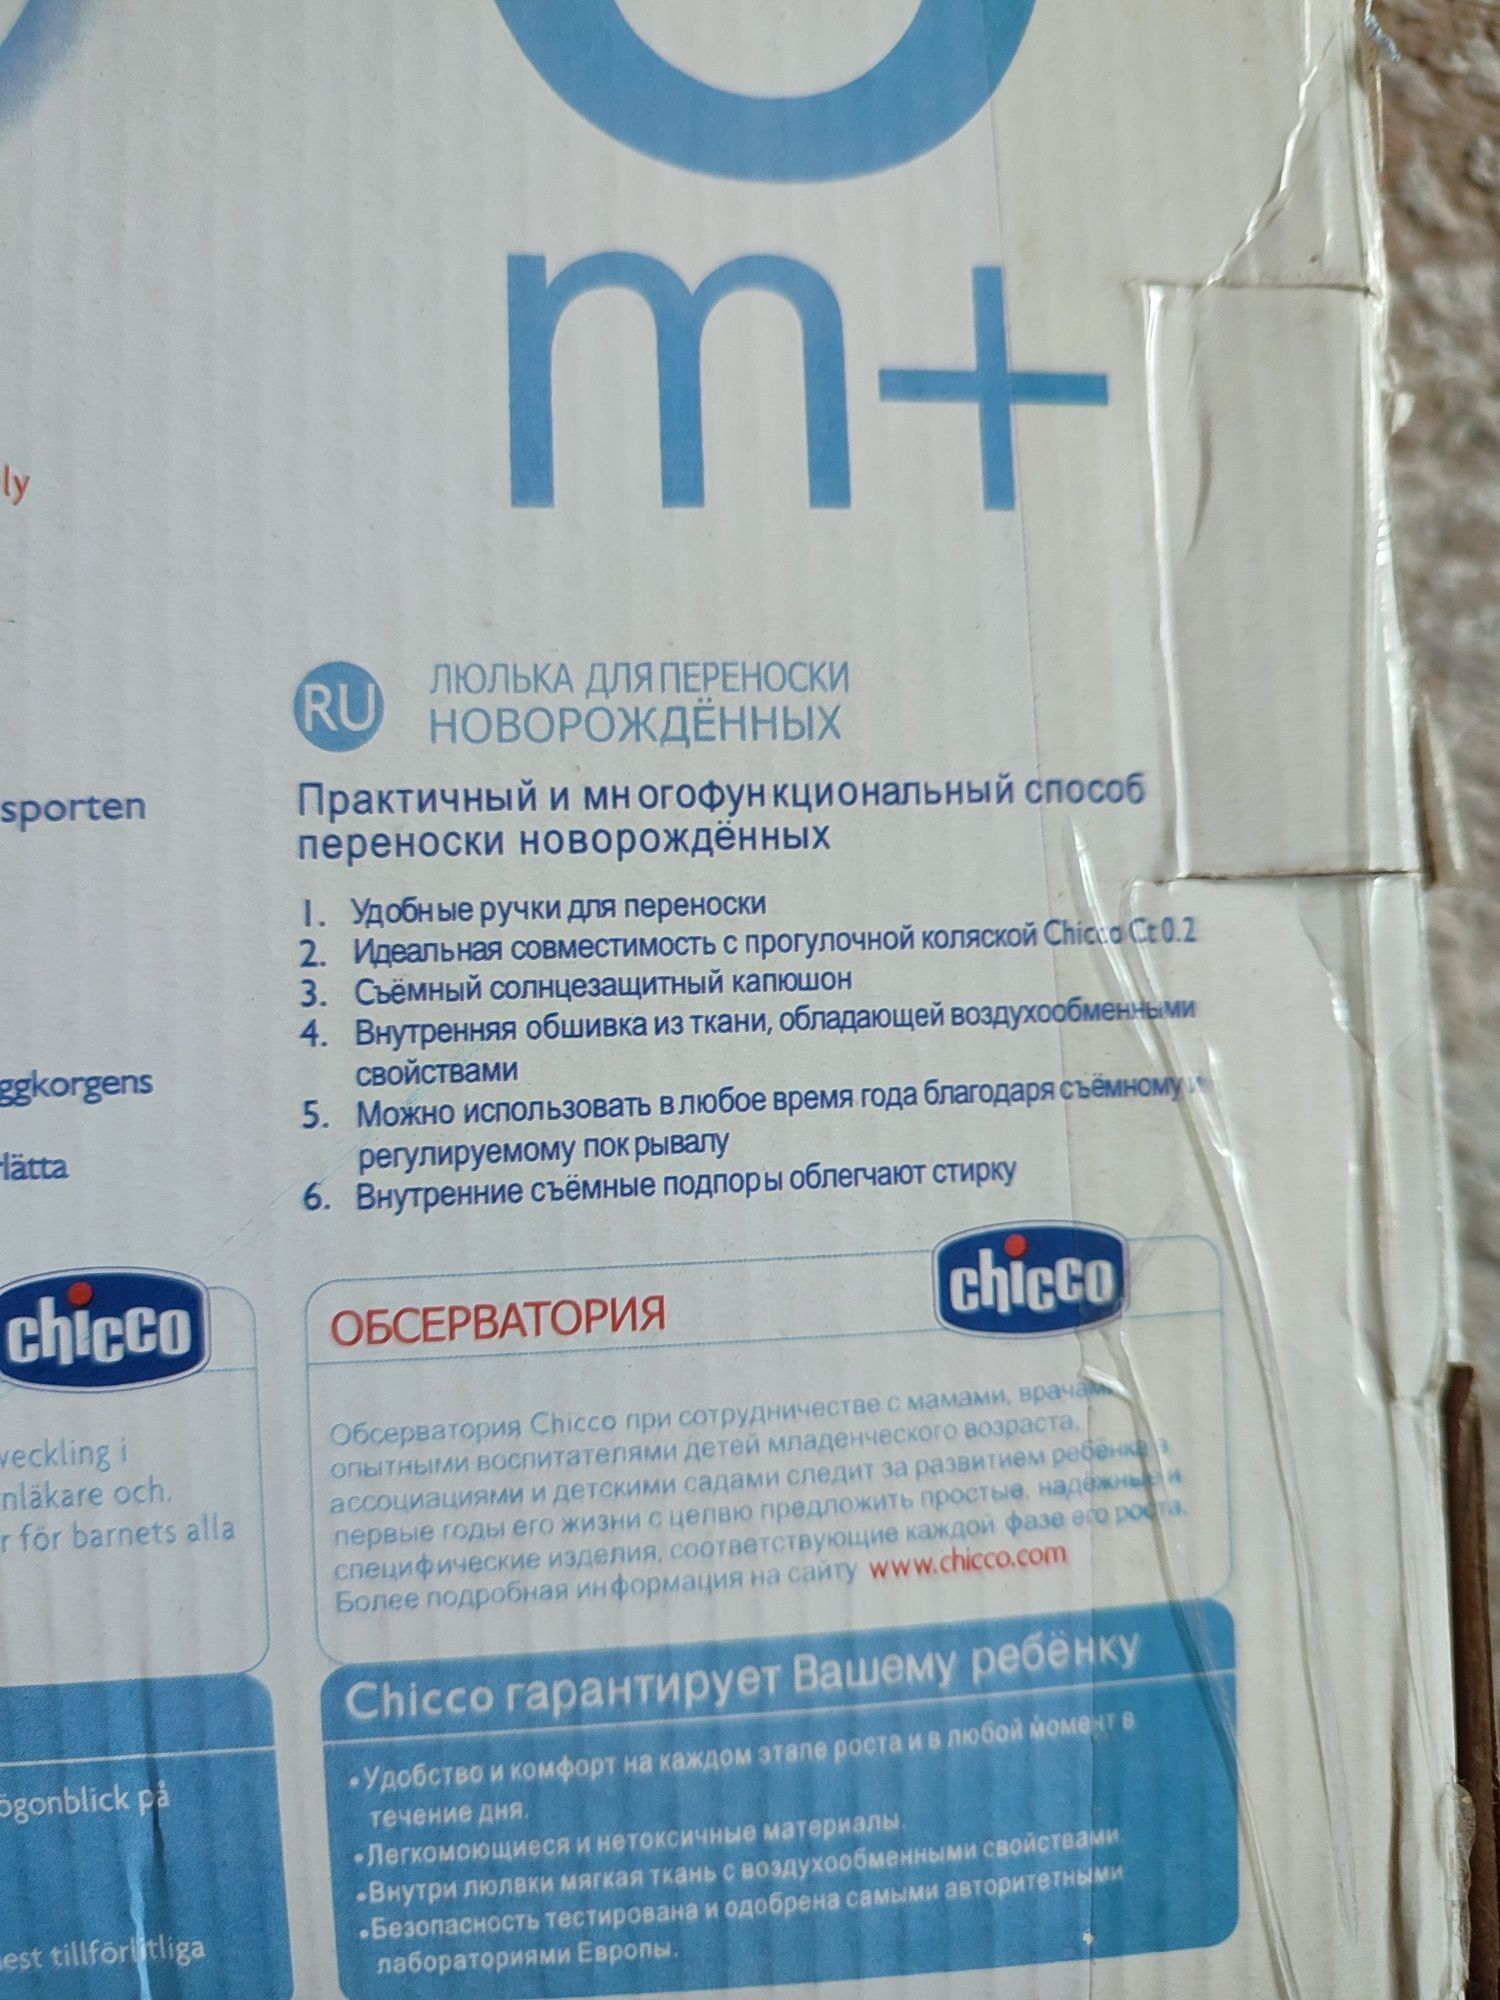 m+
ly
RU
ЛЮЛЬКА ДЛЯ ПЕРЕНОСКИ
НОВОРОЖДЁННЫХ
Практичный и многофункциональный способ
переноски новорождённых
1. Удобные ручки для переноски
2. Идеальная совместимость с прогулочной коляской Chicco Ct 0.2
3. Съёмный солнцезащитный капюшон
4. Внутренняя обшивка из ткани, обладающей воздухообменными
свойствами
5. Можно использовать в любое время года благодаря съёмному и
регулируемому покрывалу
6. Внутренние съёмные подпоры облегчают стирку
sporten
ggkorgens
lätta
chicco
veckling i
nläkare och,
r för barnets alla
ögonblick på
est tillförlitliga
chicco
ОБСЕРВАТОРИЯ
Обсерватория Chicco при сотрудничестве с мамами, врачами
опытными воспитателями детей младенческого возраста,
ассоциациями и детскими садами следит за развитием ребёнка в
первые годы его жизни с целвю предложить простые, надёжные и
специфические изделия, соответствующие каждой фазе его роста.
Более подробная информация на сайту www.chicco.com
Chicco гарантирует Вашему ребёнку
•Удобство и комфорт на каждом этапе роста и в любой момент в
течение дня.
•Легкомоющиеся и нетоксичные материалы.
•Внутри люлвки мягкая ткань с воздухообменными свойствами.
•Безопасность тестирована и одобрена самыми авторитетными
лабораториями Европы.